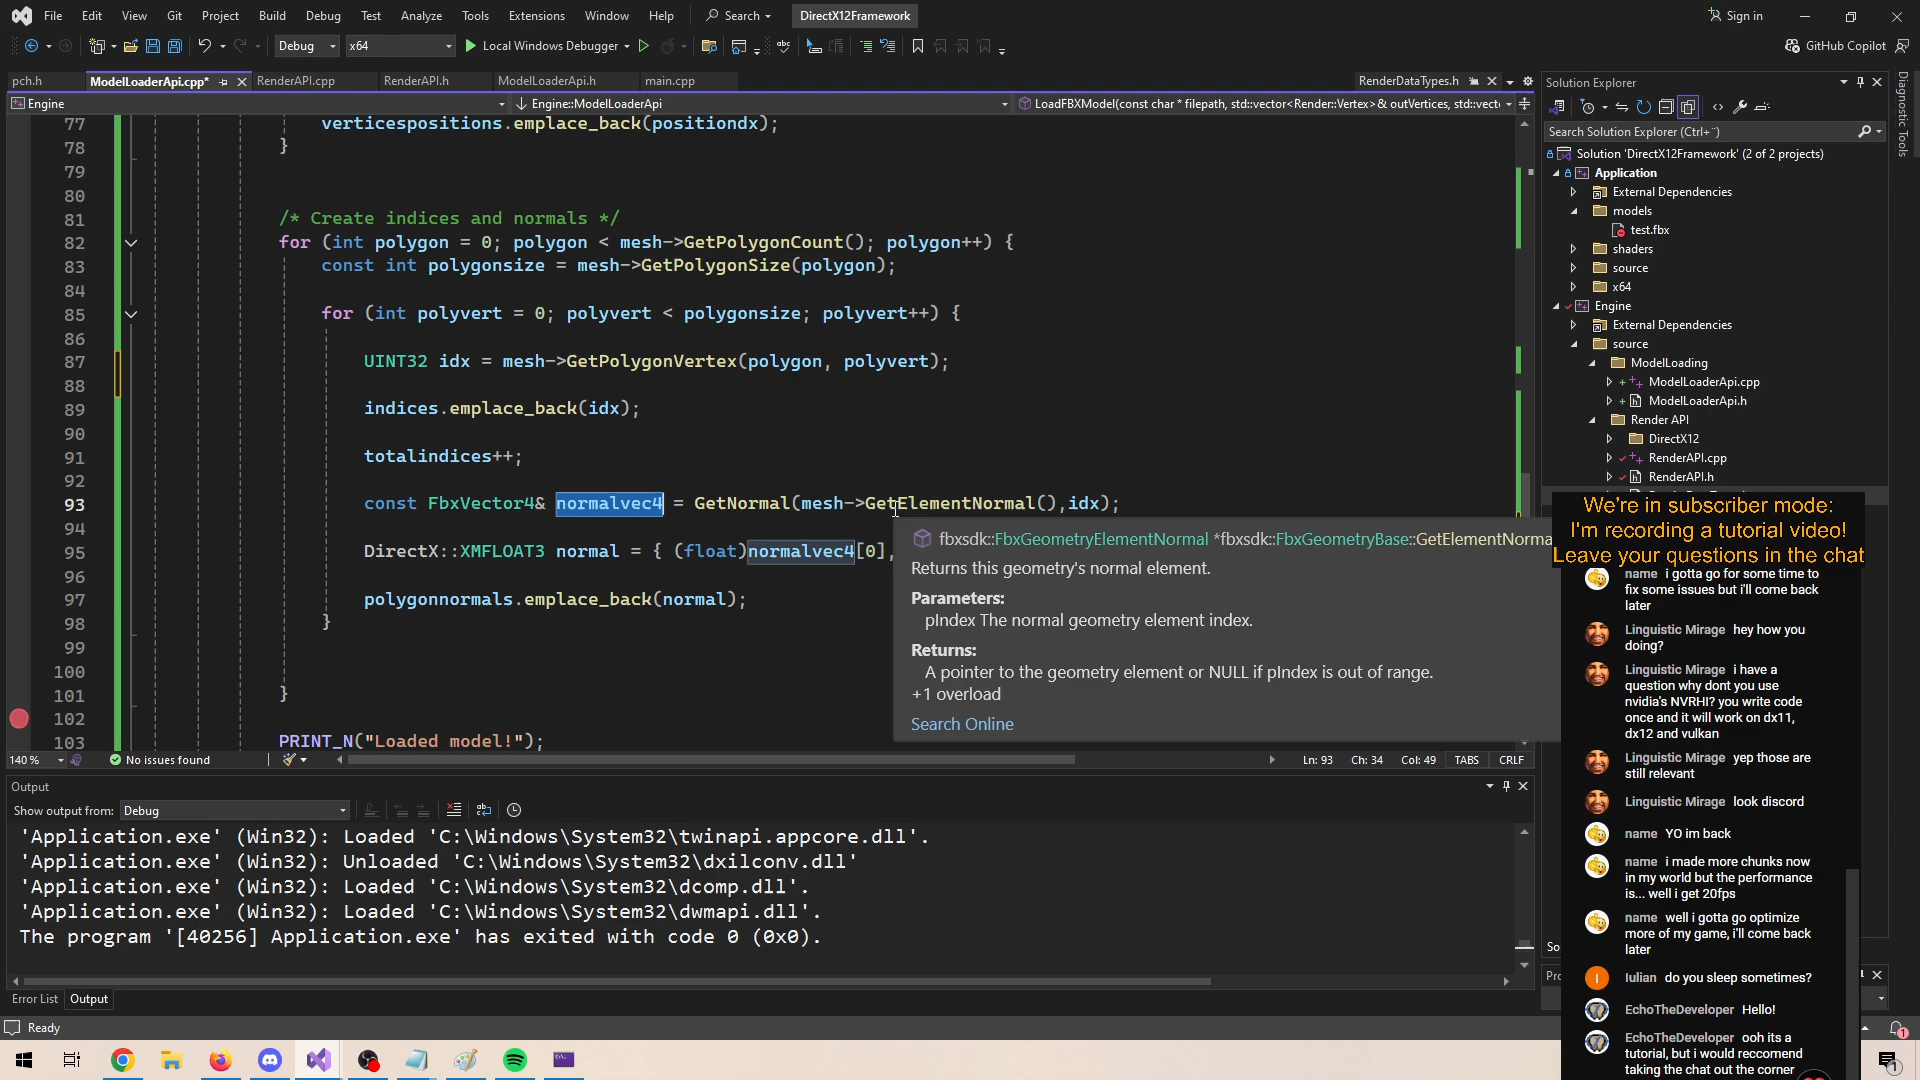 File Edit View Git Project Build Debug Test Analyze Tools Extensions Window Help Search DirectX12Framework Sign in
Debug x64 Local Windows Debugger GitHub Copilot
pch.h ModelLoaderApi.cpp* RenderAPI.cpp RenderAPI.h ModelLoaderApi.h main.cpp RenderDataTypes.h
Engine Engine::ModelLoaderApi LoadFBXModel(const char * filepath, std::vector<Render::Vertex>& outVertices, std::vect
77 verticespositions.emplace_back(positiondx);
78 }
79
80
81 /* Create indices and normals */
82 for (int polygon = 0; polygon < mesh->GetPolygonCount(); polygon++) {
83 const int polygonsize = mesh->GetPolygonSize(polygon);
84
85 for (int polyvert = 0; polyvert < polygonsize; polyvert++) {
86
87 UINT32 idx = mesh->GetPolygonVertex(polygon, polyvert);
88
89 indices.emplace_back(idx);
90
91 totalindices++;
92
93 const FbxVector4& normalvec4 = GetNormal(mesh->GetElementNormal(),idx);
94
95 DirectX::XMFLOAT3 normal = { (float)normalvec4[0],
96
97 polygonnormals.emplace_back(normal);
98 }
99
100
101 }
102
103 PRINT_N("Loaded model!");
fbxsdk::FbxGeometryElementNormal *fbxsdk::FbxGeometryBase::GetElementNorma
Returns this geometry's normal element.
Parameters:
pIndex The normal geometry element index.
Returns:
A pointer to the geometry element or NULL if pIndex is out of range.
+1 overload
Search Online
140 % No issues found Ln: 93 Ch: 34 Col: 49 TABS CRLF
Output
Show output from: Debug
'Application.exe' (Win32): Loaded 'C:\Windows\System32\twinapi.appcore.dll'.
'Application.exe' (Win32): Unloaded 'C:\Windows\System32\dxilconv.dll'
'Application.exe' (Win32): Loaded 'C:\Windows\System32\dcomp.dll'.
'Application.exe' (Win32): Loaded 'C:\Windows\System32\dwmapi.dll'.
The program '[40256] Application.exe' has exited with code 0 (0x0).
Error List Output
Ready
Solution Explorer
Search Solution Explorer (Ctrl+¨)
Solution 'DirectX12Framework' (2 of 2 projects)
Application
External Dependencies
models
test.fbx
shaders
source
x64
Engine
External Dependencies
source
ModelLoading
ModelLoaderApi.cpp
ModelLoaderApi.h
Render API
DirectX12
RenderAPI.cpp
RenderAPI.h
So
Pro
Diagnostic Tools
We're in subscriber mode:
I'm recording a tutorial video!
Leave your questions in the chat
name i gotta go for some time to
fix some issues but i'll come back
later
Linguistic Mirage hey how you
doing?
Linguistic Mirage i have a
question why dont you use
nvidia's NVRHI? you write code
once and it will work on dx11,
dx12 and vulkan
Linguistic Mirage yep those are
still relevant
Linguistic Mirage look discord
name YO im back
name i made more chunks now
in my world but the performance
is... well i get 20fps
name well i gotta go optimize
more of my game, i'll come back
later
I Iulian do you sleep sometimes?
EchoTheDeveloper Hello!
EchoTheDeveloper ooh its a
tutorial, but i would reccomend
taking the chat out the corner
1
1